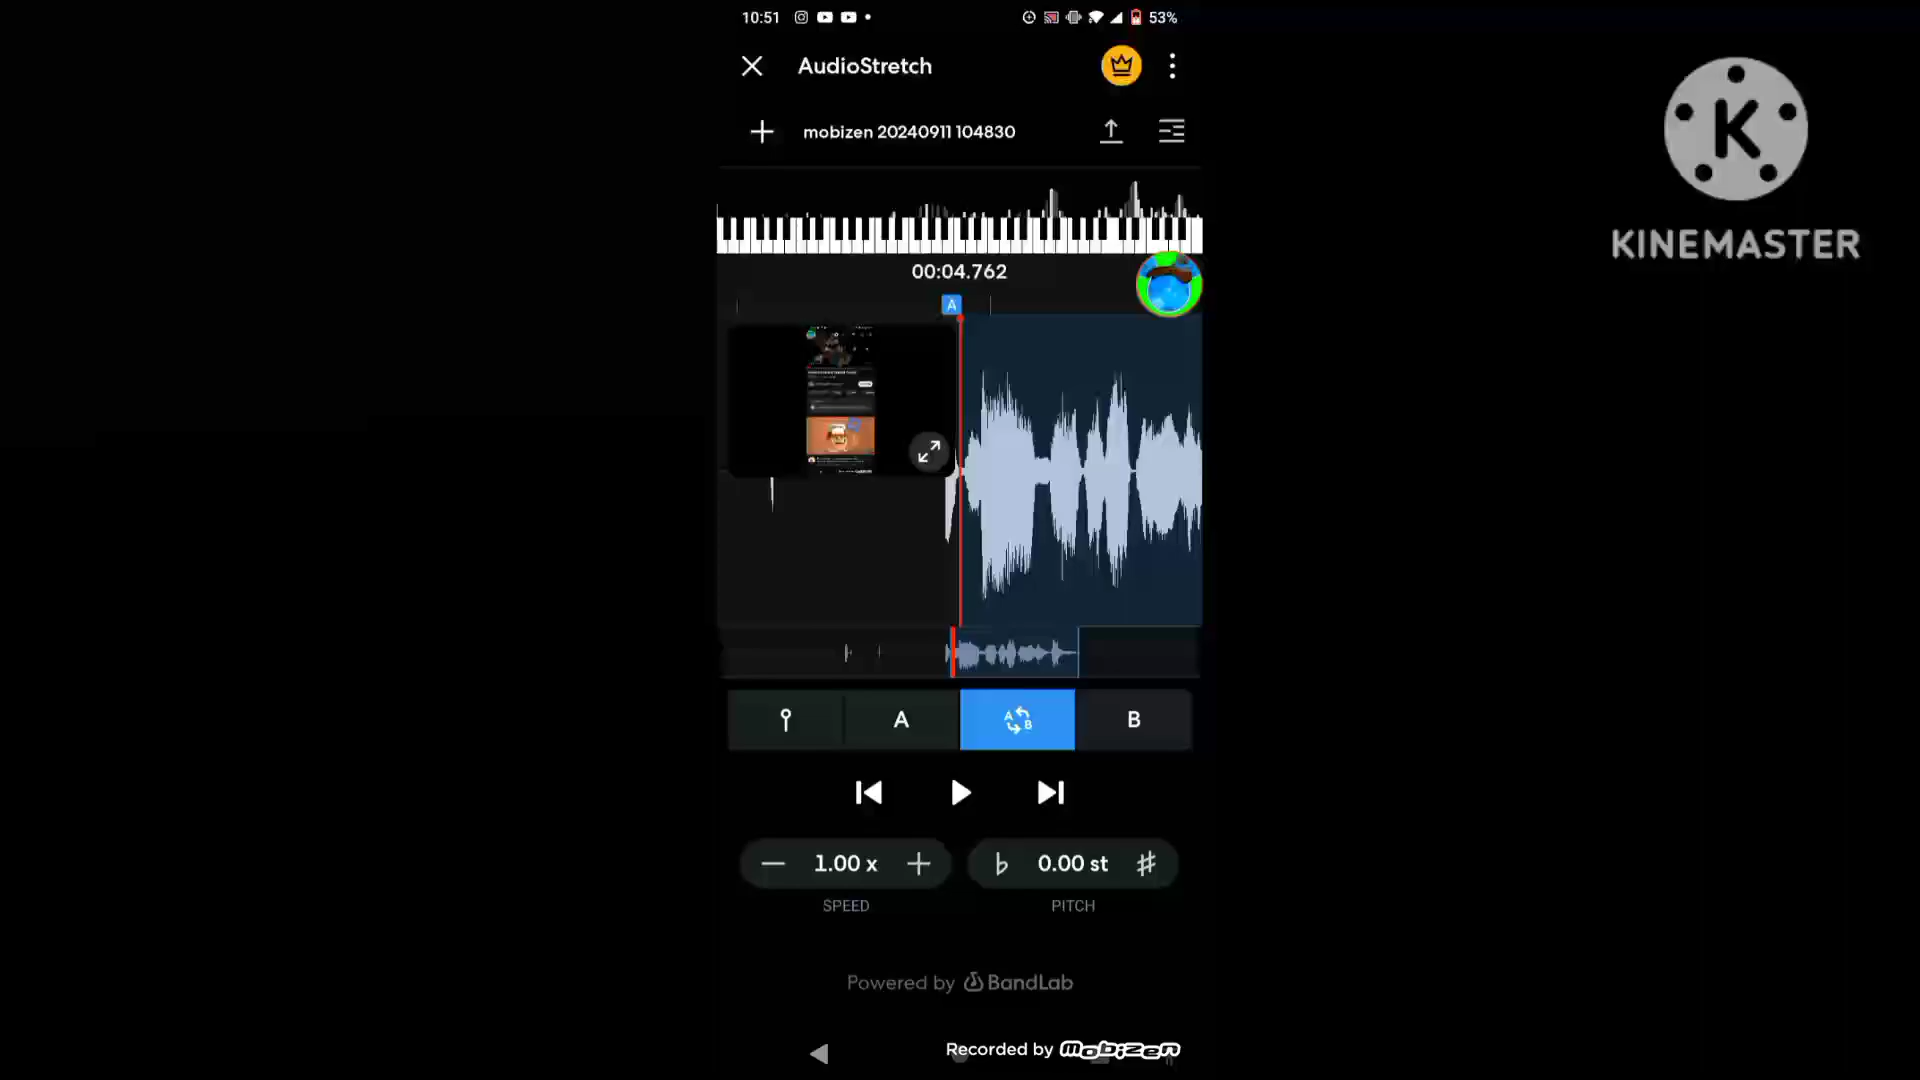 10:51
53%
AudioStretch
mobizen 20240911 104830
K
KINEMASTER
00:04.762
A
A
A B
B
1.00 x
0.00 st
SPEED
PITCH
Powered by BandLab
Recorded by mobizen